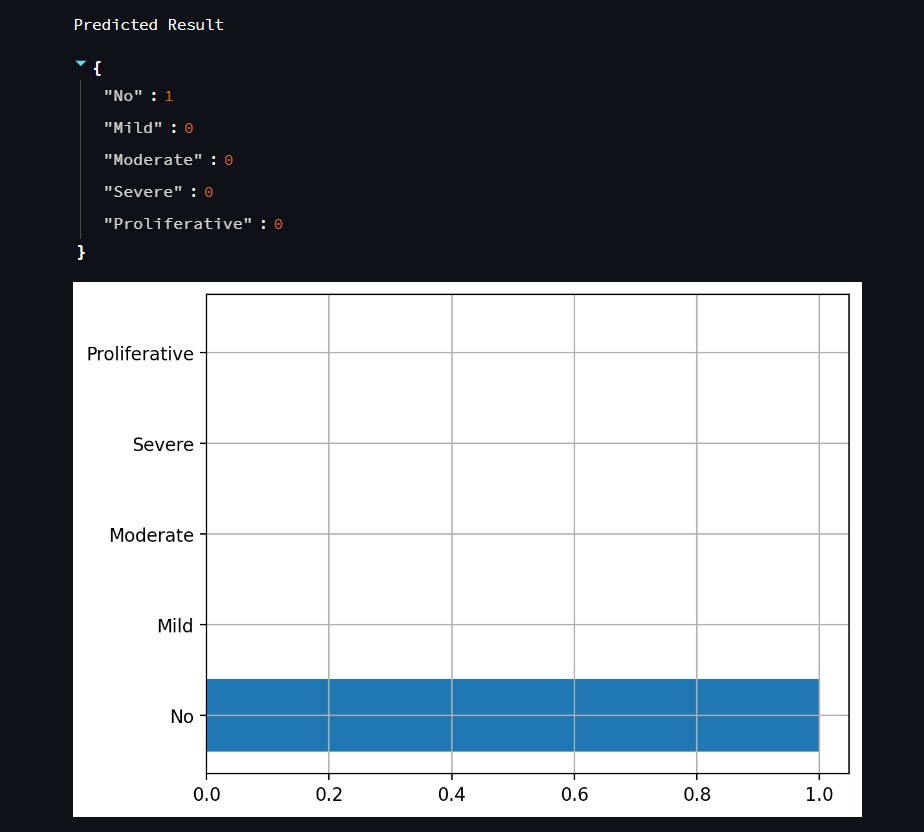 Predicted Result
{
"No" : 1
"Mild" : 0
"Moderate" : 0
"Severe" : 0
"Proliferative" : 0
}
Proliferative
Severe
Moderate
Mild
No
0.0 0.2 0.4 0.6 0.8 1.0